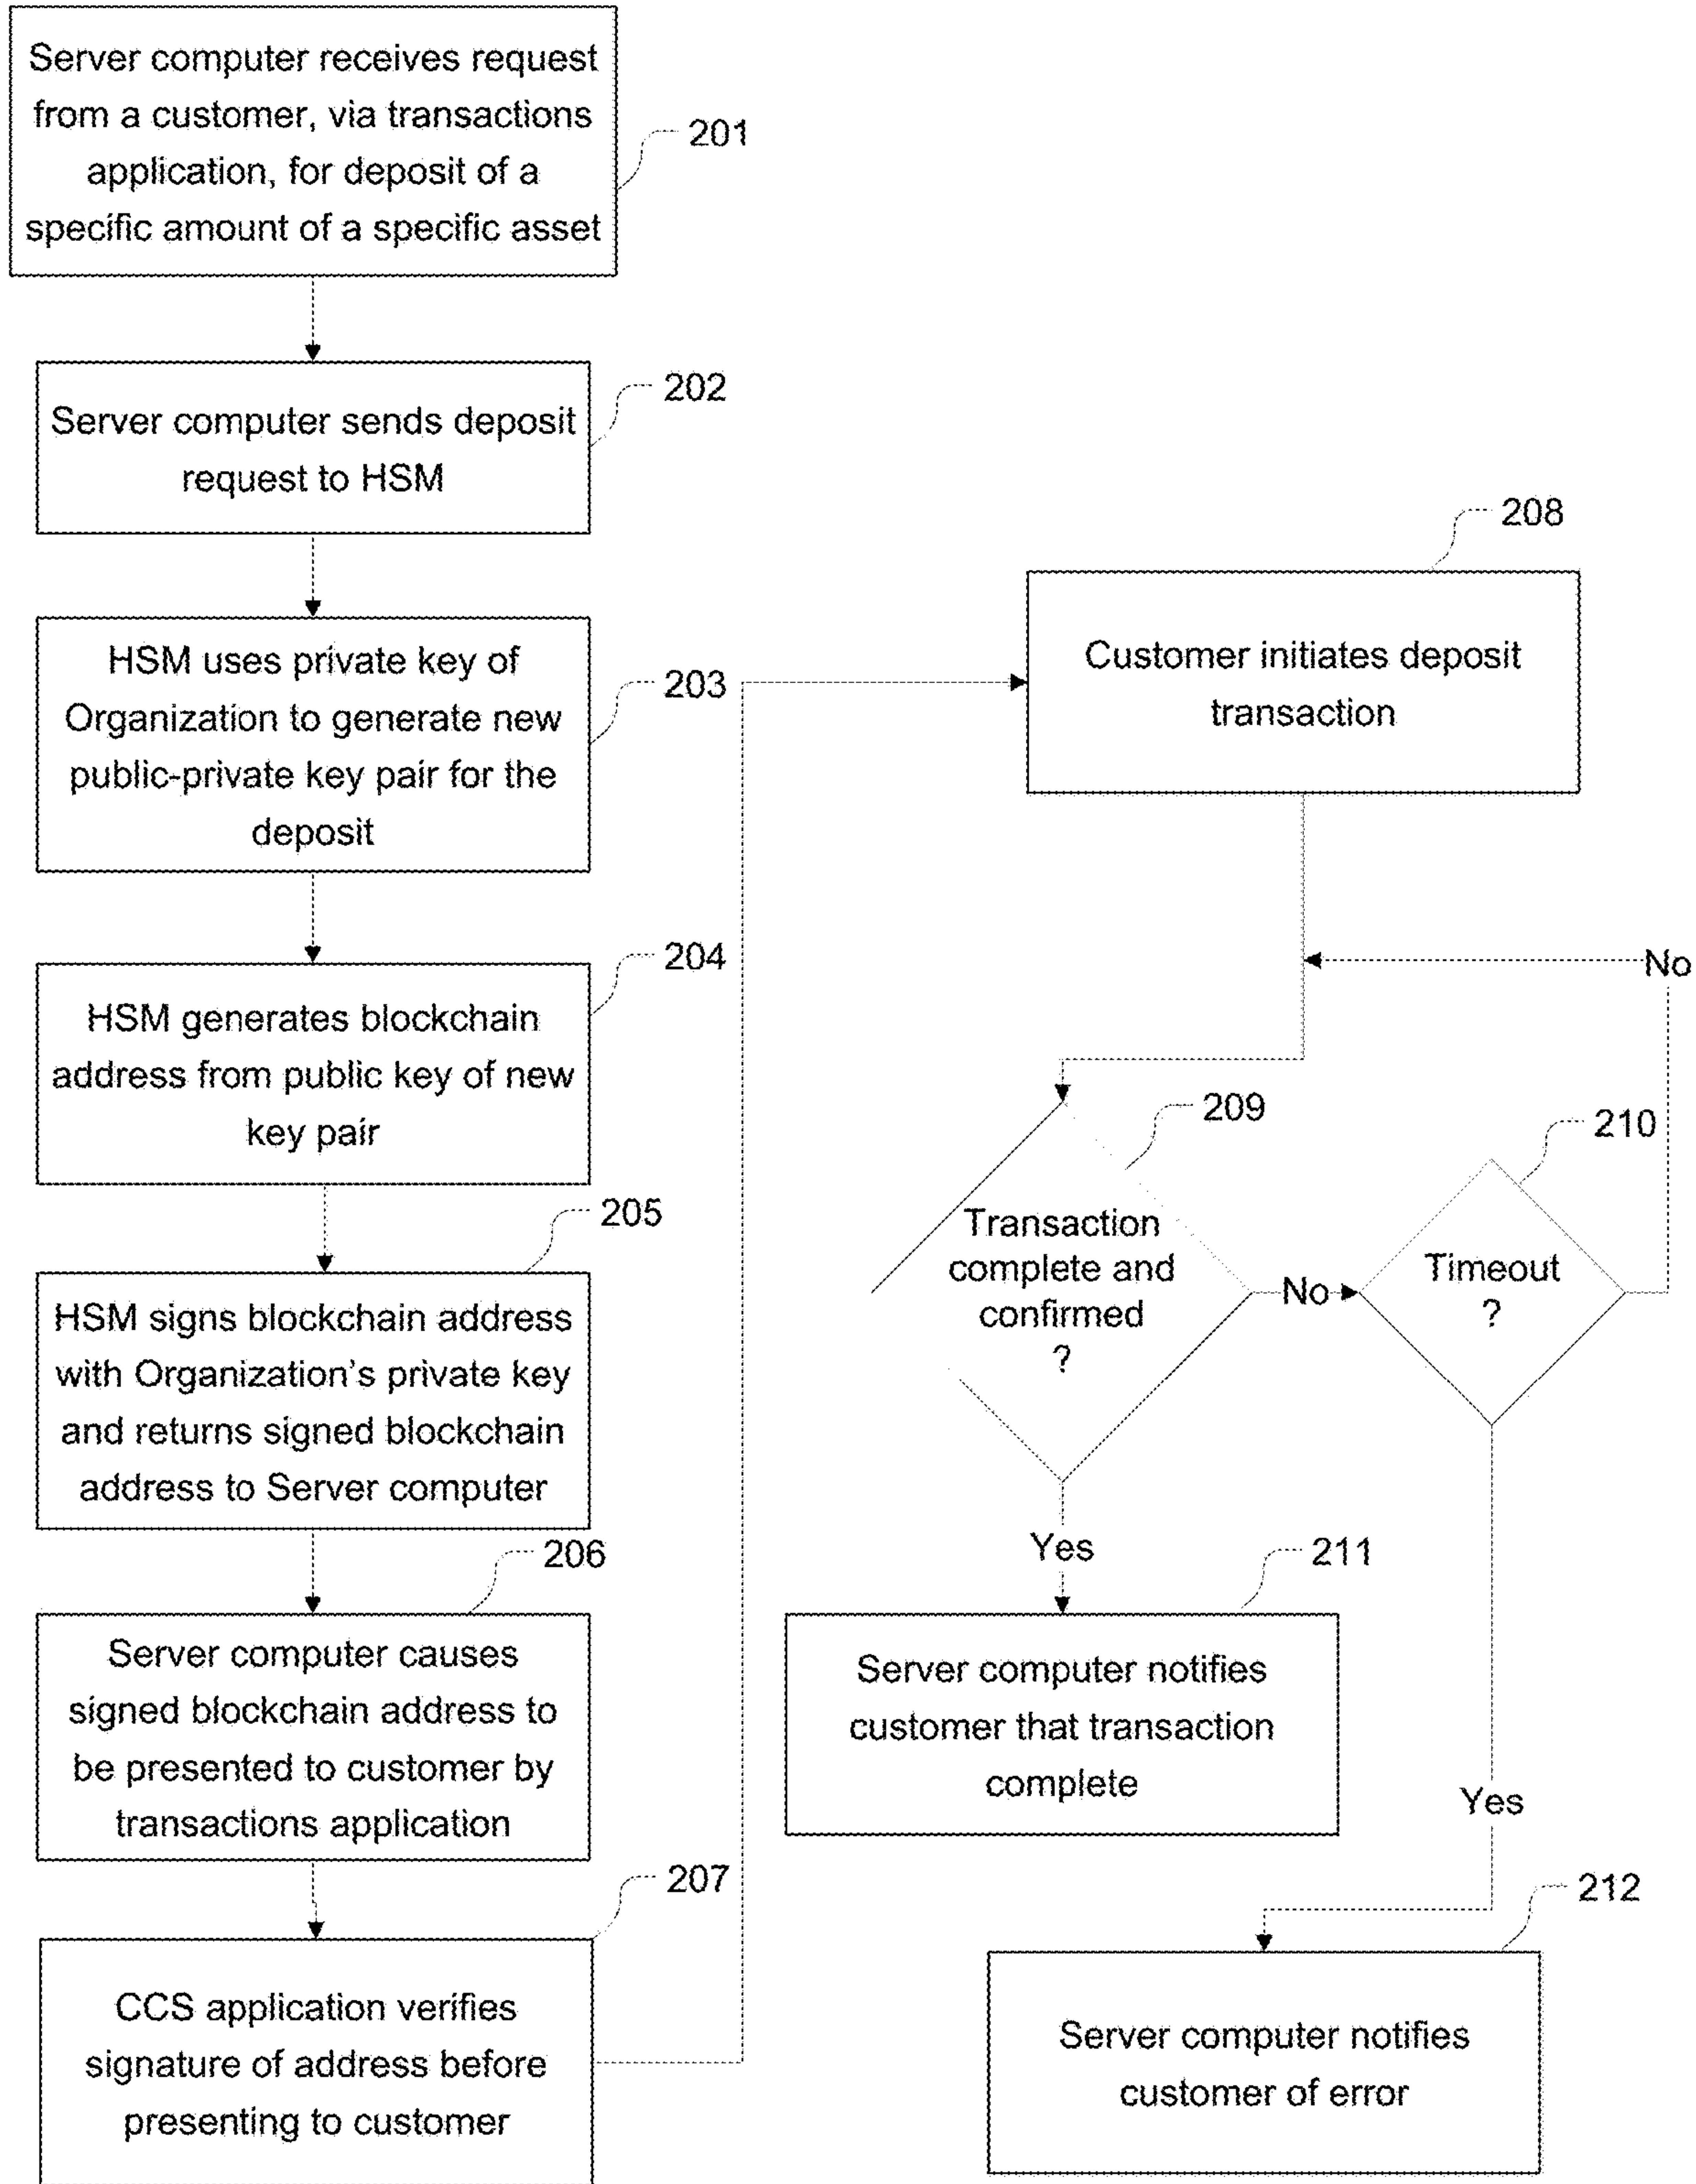 Server computer receives request
from a customer, via transactions
application, for deposit of a
specific amount of a specific asset
201
Server computer sends deposit
request to HSM
202
HSM uses private key of
Organization to generate new
public-private key pair for the
deposit
203
HSM generates blockchain
address from public key of new
key pair
204
HSM signs blockchain address
with Organization's private key
and returns signed blockchain
address to Server computer
205
Server computer causes
signed blockchain address to
be presented to customer by
transactions application
206
CCS application verifies
signature of address before
presenting to customer
207
Customer initiates deposit
transaction
208
Transaction
complete and
confirmed
?
209
No
Timeout
?
210
No
Yes
Server computer notifies
customer that transaction
complete
211
Yes
Server computer notifies
customer of error
212